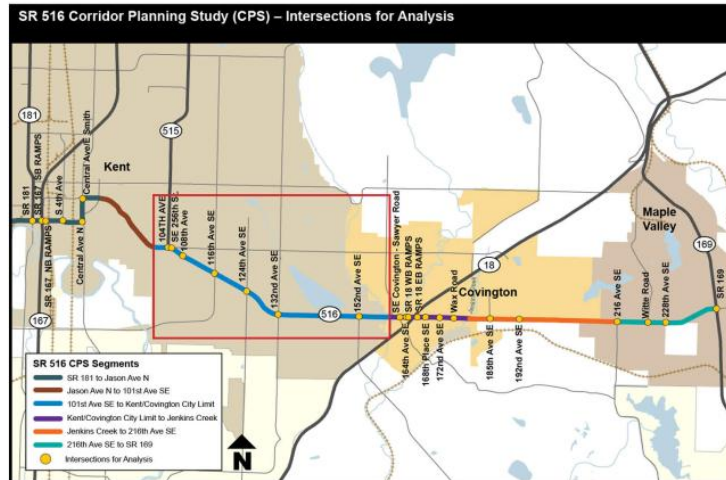 SR 516 Corridor Planning Study (CPS) – Intersections for Analysis
181
515
Kent
SR 181
SR 167 SB RAMPS
SR 167 NB RAMPS
S 4th Ave
Central Ave N
Central Ave/E Smith
167
104TH AVE
SE 256th St
108th Ave
116th Ave SE
124th Ave SE
132nd Ave SE
516
152nd Ave SE
SE Covington - Sawyer Road
SR 18 WB RAMPS
SR 18 EB RAMPS
164th Ave SE
168th Place SE
172nd Ave SE
Wax Road
18
Covington
185th Ave SE
192nd Ave SE
Maple
Valley
216 Ave SE
Witte Road
228th Ave SE
169
SR 169
SR 516 CPS Segments
SR 181 to Jason Ave N
Jason Ave N to 101st Ave SE
101st Ave SE to Kent/Covington City Limit
Kent/Covington City Limit to Jenkins Creek
Jenkins Creek to 216th Ave SE
216th Ave SE to SR 169
Intersections for Analysis
N